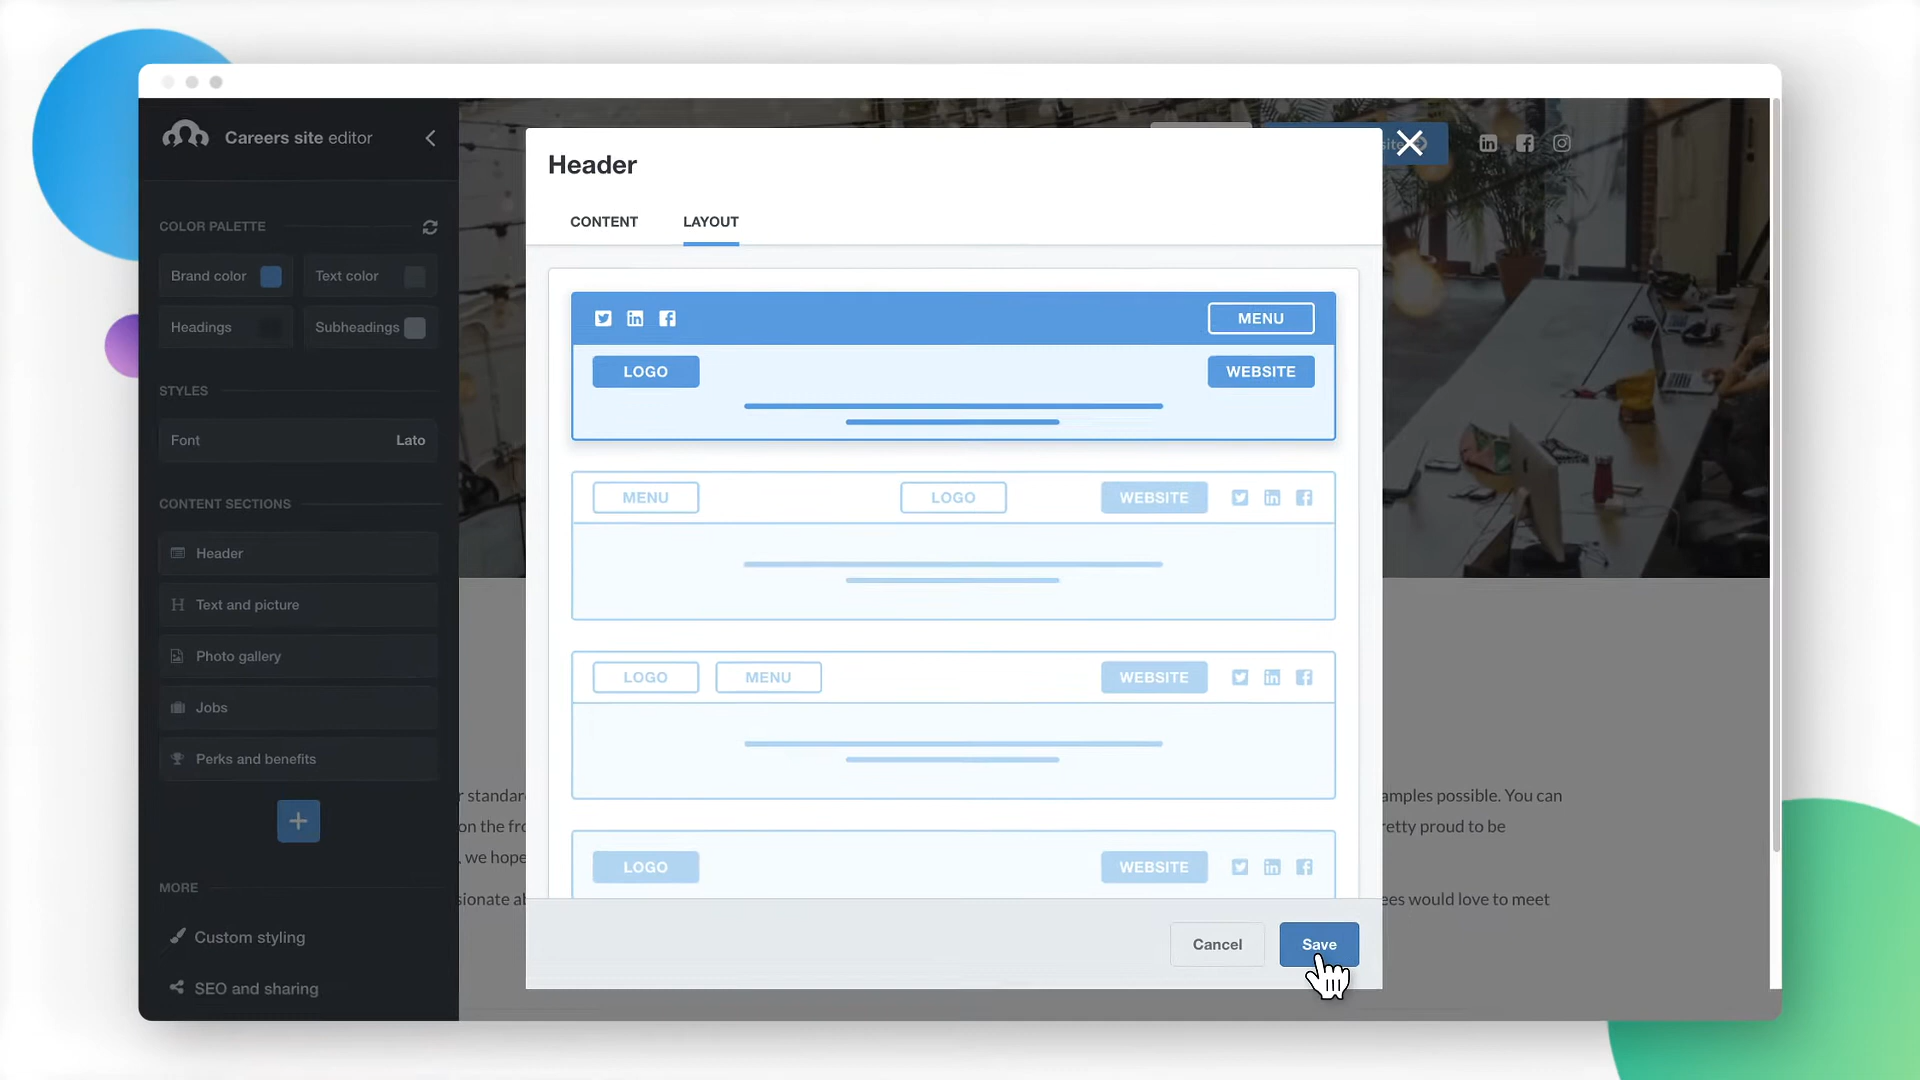 Careers site editor
COLOR PALETTE
Brand color
Text color
Headings
Subheadings
STYLES
Font
Lato
CONTENT SECTIONS
Header
Text and picture
Photo gallery
Jobs
Perks and benefits
+
MORE
Custom styling
SEO and sharing
Header
CONTENT
LAYOUT
MENU
LOGO
WEBSITE
MENU
LOGO
WEBSITE
LOGO
MENU
WEBSITE
LOGO
WEBSITE
Cancel
Save
amples possible. You can
on the fro
etty proud to be
, we hope
sionate ab
ees would love to meet